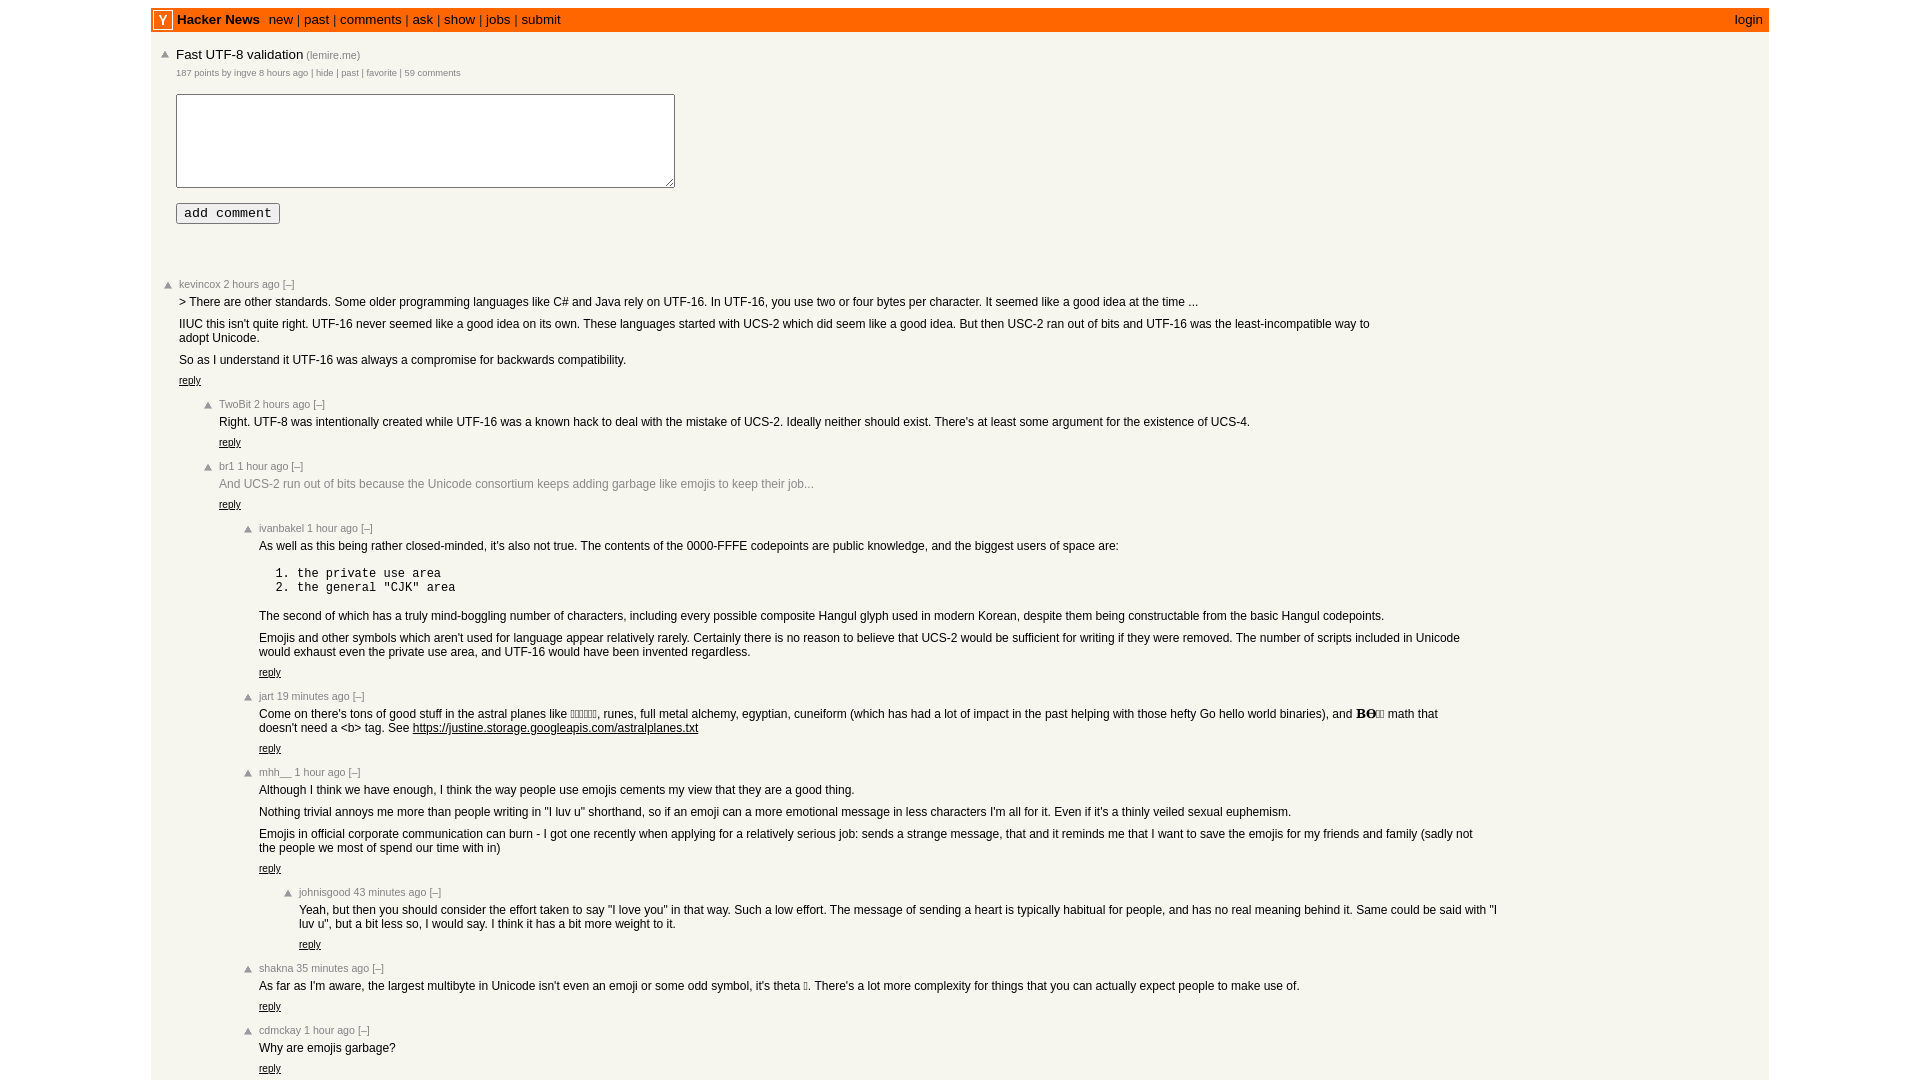 Y Hacker News new | past | comments | ask | show | jobs | submit login
Fast UTF-8 validation (lemire.me)
187 points by ingve 8 hours ago | hide | past | favorite | 59 comments
add comment
kevincox 2 hours ago [–]
> There are other standards. Some older programming languages like C# and Java rely on UTF-16. In UTF-16, you use two or four bytes per character. It seemed like a good idea at the time ...
IIUC this isn't quite right. UTF-16 never seemed like a good idea on its own. These languages started with UCS-2 which did seem like a good idea. But then USC-2 ran out of bits and UTF-16 was the least-incompatible way to
adopt Unicode.
So as I understand it UTF-16 was always a compromise for backwards compatibility.
reply
TwoBit 2 hours ago [–]
Right. UTF-8 was intentionally created while UTF-16 was a known hack to deal with the mistake of UCS-2. Ideally neither should exist. There's at least some argument for the existence of UCS-4.
reply
br1 1 hour ago [–]
And UCS-2 run out of bits because the Unicode consortium keeps adding garbage like emojis to keep their job...
reply
ivanbakel 1 hour ago [–]
As well as this being rather closed-minded, it's also not true. The contents of the 0000-FFFE codepoints are public knowledge, and the biggest users of space are:
1. the private use area
2. the general "CJK" area
The second of which has a truly mind-boggling number of characters, including every possible composite Hangul glyph used in modern Korean, despite them being constructable from the basic Hangul codepoints.
Emojis and other symbols which aren't used for language appear relatively rarely. Certainly there is no reason to believe that UCS-2 would be sufficient for writing if they were removed. The number of scripts included in Unicode
would exhaust even the private use area, and UTF-16 would have been invented regardless.
reply
jart 19 minutes ago [–]
Come on there's tons of good stuff in the astral planes like , runes, full metal alchemy, egyptian, cuneiform (which has had a lot of impact in the past helping with those hefty Go hello world binaries), and math that
doesn't need a <b> tag. See https://justine.storage.googleapis.com/astralplanes.txt
reply
mhh__ 1 hour ago [–]
Although I think we have enough, I think the way people use emojis cements my view that they are a good thing.
Nothing trivial annoys me more than people writing in "I luv u" shorthand, so if an emoji can a more emotional message in less characters I'm all for it. Even if it's a thinly veiled sexual euphemism.
Emojis in official corporate communication can burn - I got one recently when applying for a relatively serious job: sends a strange message, that and it reminds me that I want to save the emojis for my friends and family (sadly not
the people we most of spend our time with in)
reply
johnisgood 43 minutes ago [–]
Yeah, but then you should consider the effort taken to say "I love you" in that way. Such a low effort. The message of sending a heart is typically habitual for people, and has no real meaning behind it. Same could be said with "I
luv u", but a bit less so, I would say. I think it has a bit more weight to it.
reply
shakna 35 minutes ago [–]
As far as I'm aware, the largest multibyte in Unicode isn't even an emoji or some odd symbol, it's theta . There's a lot more complexity for things that you can actually expect people to make use of.
reply
cdmckay 1 hour ago [–]
Why are emojis garbage?
reply